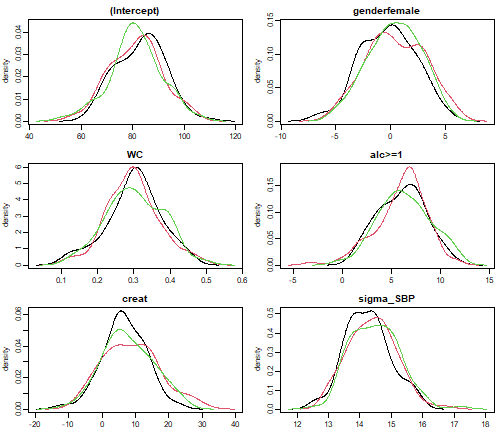 (Intercept)
density
0.00 0.01 0.02 0.03 0.04
40 60 80 100 120
genderfemale
density
0.00 0.05 0.10 0.15
-10 -5 0 5
WC
density
0 1 2 3 4 5 6
0.1 0.2 0.3 0.4 0.5 0.6
alc>=1
density
0.00 0.05 0.10 0.15
-5 0 5 10 15
creat
density
0.00 0.02 0.04 0.06
-20 -10 0 10 20 30 40
sigma_SBP
density
0.0 0.1 0.2 0.3 0.4 0.5
12 13 14 15 16 17 18